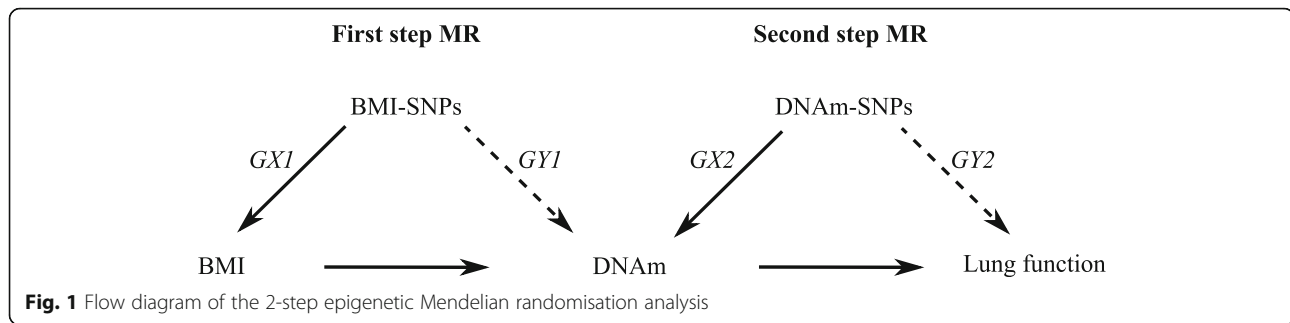 First step MR Second step MR
BMI-SNPs DNAm-SNPs
GX1 GY1 GX2 GY2
BMI DNAm Lung function
Fig. 1 Flow diagram of the 2-step epigenetic Mendelian randomisation analysis